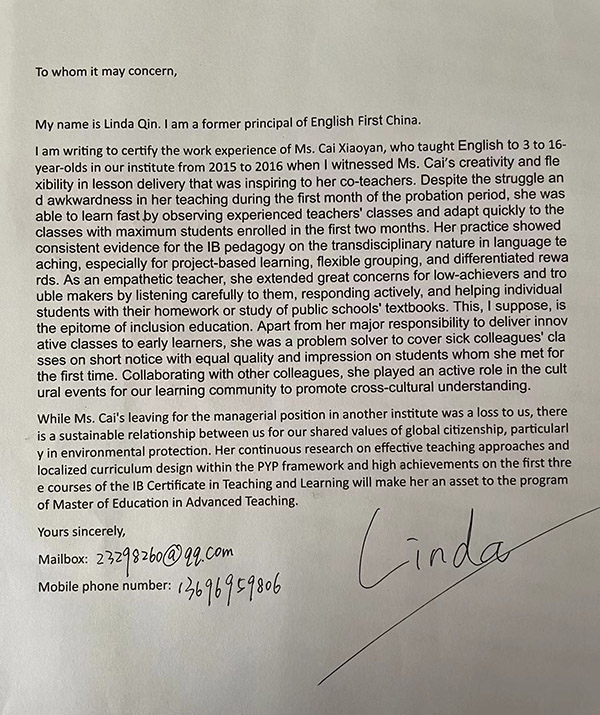 To whom it may concern,
My name is Linda Qin. I am a former principal of English First China.
I am writing to certify the work experience of Ms. Cai Xiaoyan, who taught English to 3 to 16-
year-olds in our institute from 2015 to 2016 when I witnessed Ms. Cai's creativity and fle
xibility in lesson delivery that was inspiring to her co-teachers. Despite the struggle an
d awkwardness in her teaching during the first month of the probation period, she was
able to learn fast by observing experienced teachers' classes and adapt quickly to the
classes with maximum students enrolled in the first two months. Her practice showed
consistent evidence for the IB pedagogy on the transdisciplinary nature in language te
aching, especially for project-based learning, flexible grouping, and differentiated rewa
rds. As an empathetic teacher, she extended great concerns for low-achievers and tro
uble makers by listening carefully to them, responding actively, and helping individual
students with their homework or study of public schools' textbooks. This, I suppose, is
the epitome of inclusion education. Apart from her major responsibility to deliver innov
ative classes to early learners, she was a problem solver to cover sick colleagues' cla
sses on short notice with equal quality and impression on students whom she met for
the first time. Collaborating with other colleagues, she played an active role in the cult
ural events for our learning community to promote cross-cultural understanding.
While Ms. Cai's leaving for the managerial position in another institute was a loss to us, there
is a sustainable relationship between us for our shared values of global citizenship, particularl
y in environmental protection. Her continuous research on effective teaching approaches and
localized curriculum design within the PYP framework and high achievements on the first thre
e courses of the IB Certificate in Teaching and Learning will make her an asset to the program
of Master of Education in Advanced Teaching.
Yours sincerely,
Mailbox: 23298260@qq.com
Mobile phone number: 13696959806
Linda